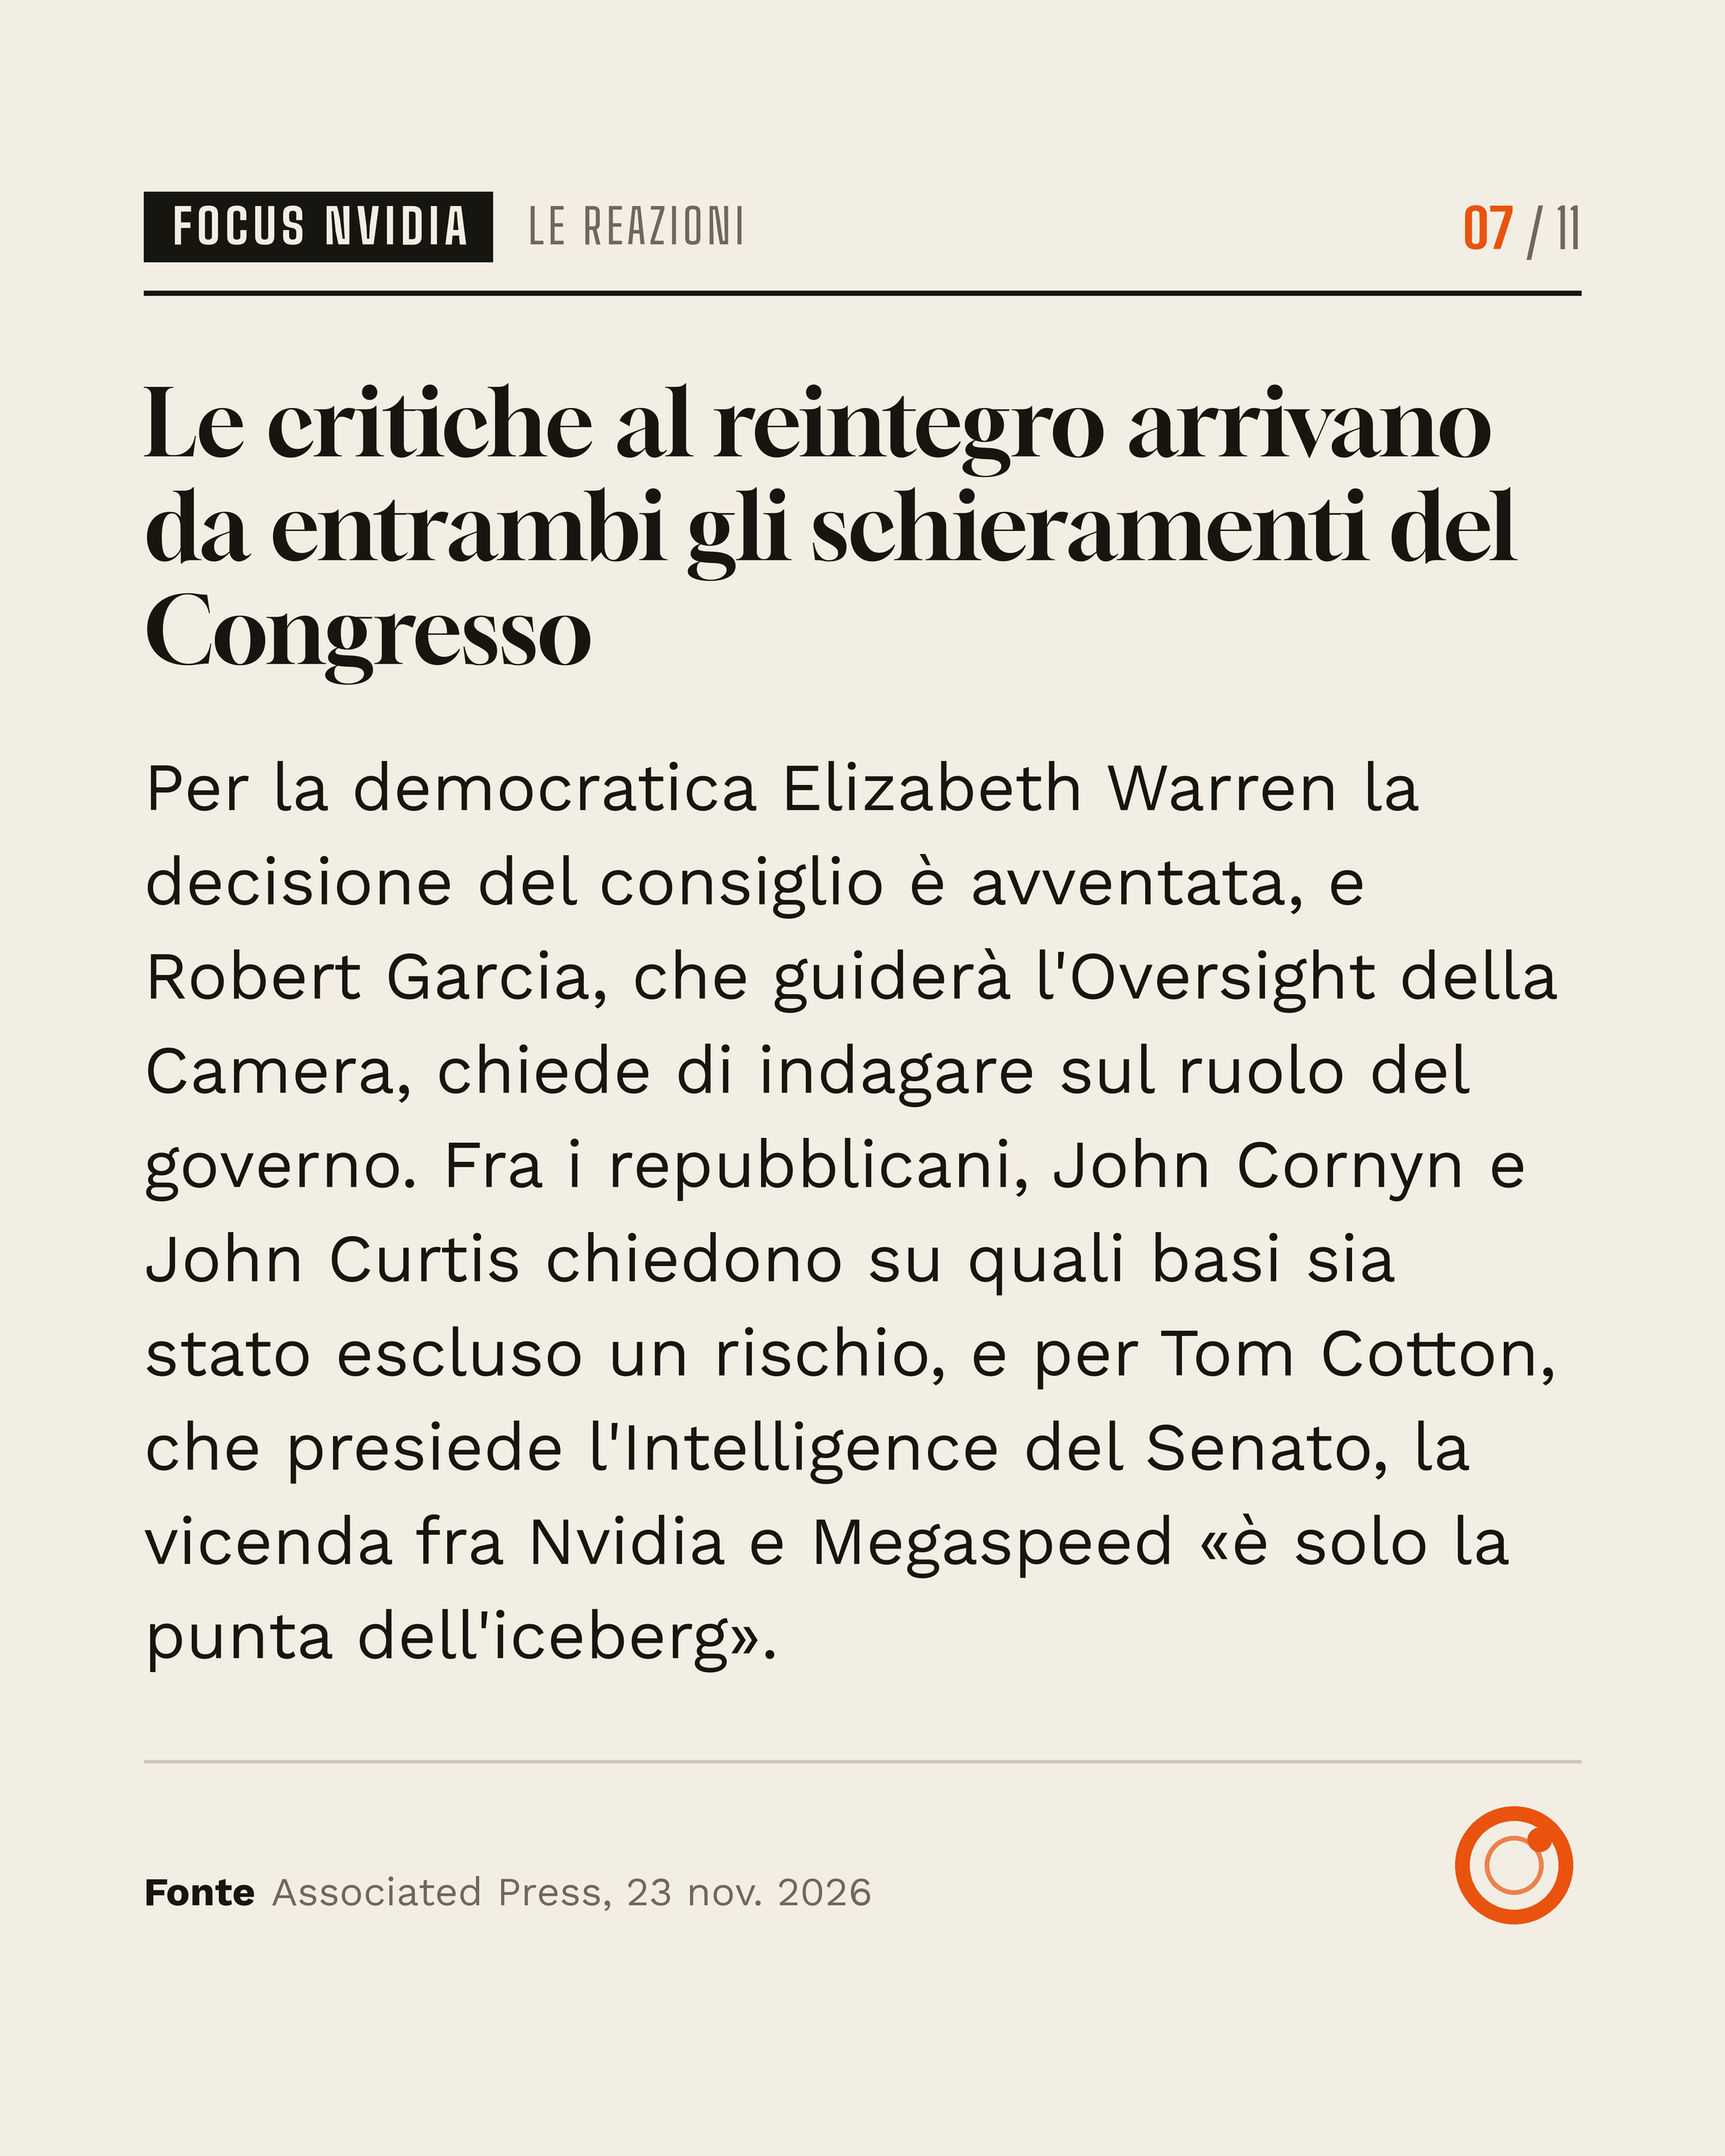 FOCUS NVIDIA LE REAZIONI 07 / 11
Le critiche al reintegro arrivano
da entrambi gli schieramenti del
Congresso
Per la democratica Elizabeth Warren la
decisione del consiglio è avventata, e
Robert Garcia, che guiderà l'Oversight della
Camera, chiede di indagare sul ruolo del
governo. Fra i repubblicani, John Cornyn e
John Curtis chiedono su quali basi sia
stato escluso un rischio, e per Tom Cotton,
che presiede l'Intelligence del Senato, la
vicenda fra Nvidia e Megaspeed «è solo la
punta dell'iceberg».
Fonte Associated Press, 23 nov. 2026